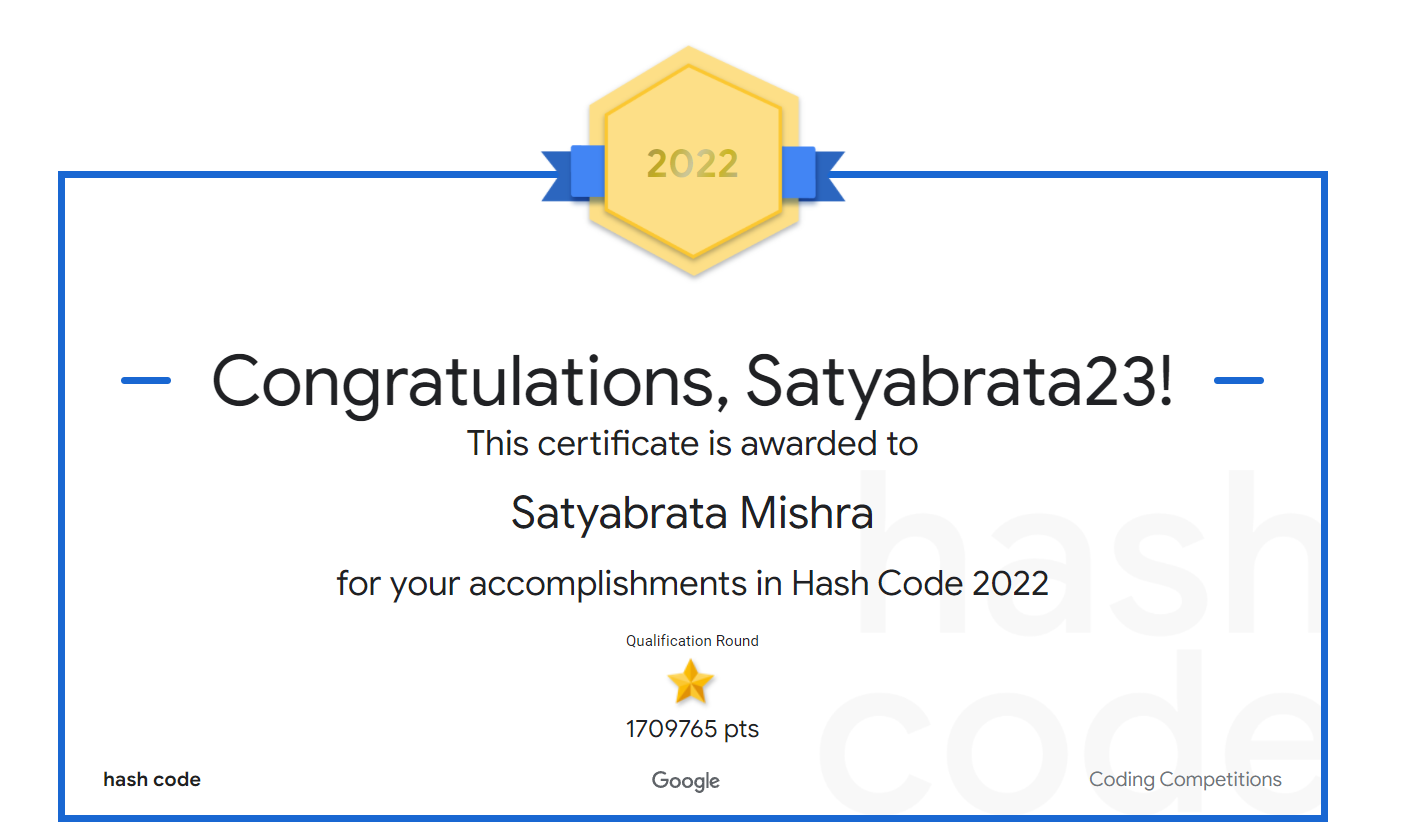 2022
Congratulations, Satyabrata23!
This certificate is awarded to
Satyabrata Mishra
for your accomplishments in Hash Code 2022
Qualification Round
1709765 pts
hash
code
hash code
Google
Coding Competitions